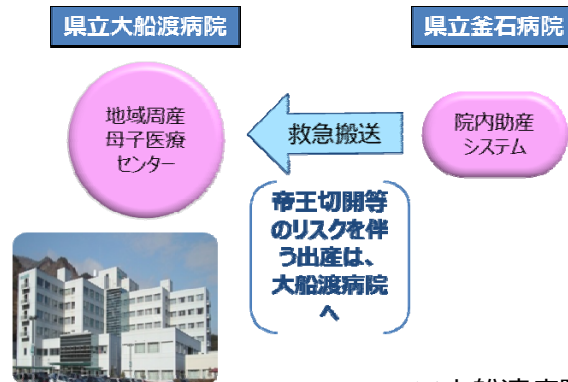 県立大船渡病院
県立釜石病院
地域周産
母子医療
センター
救急搬送
院内助産
システム
帝王切開等
のリスクを伴
う出産は、
大船渡病院
へ